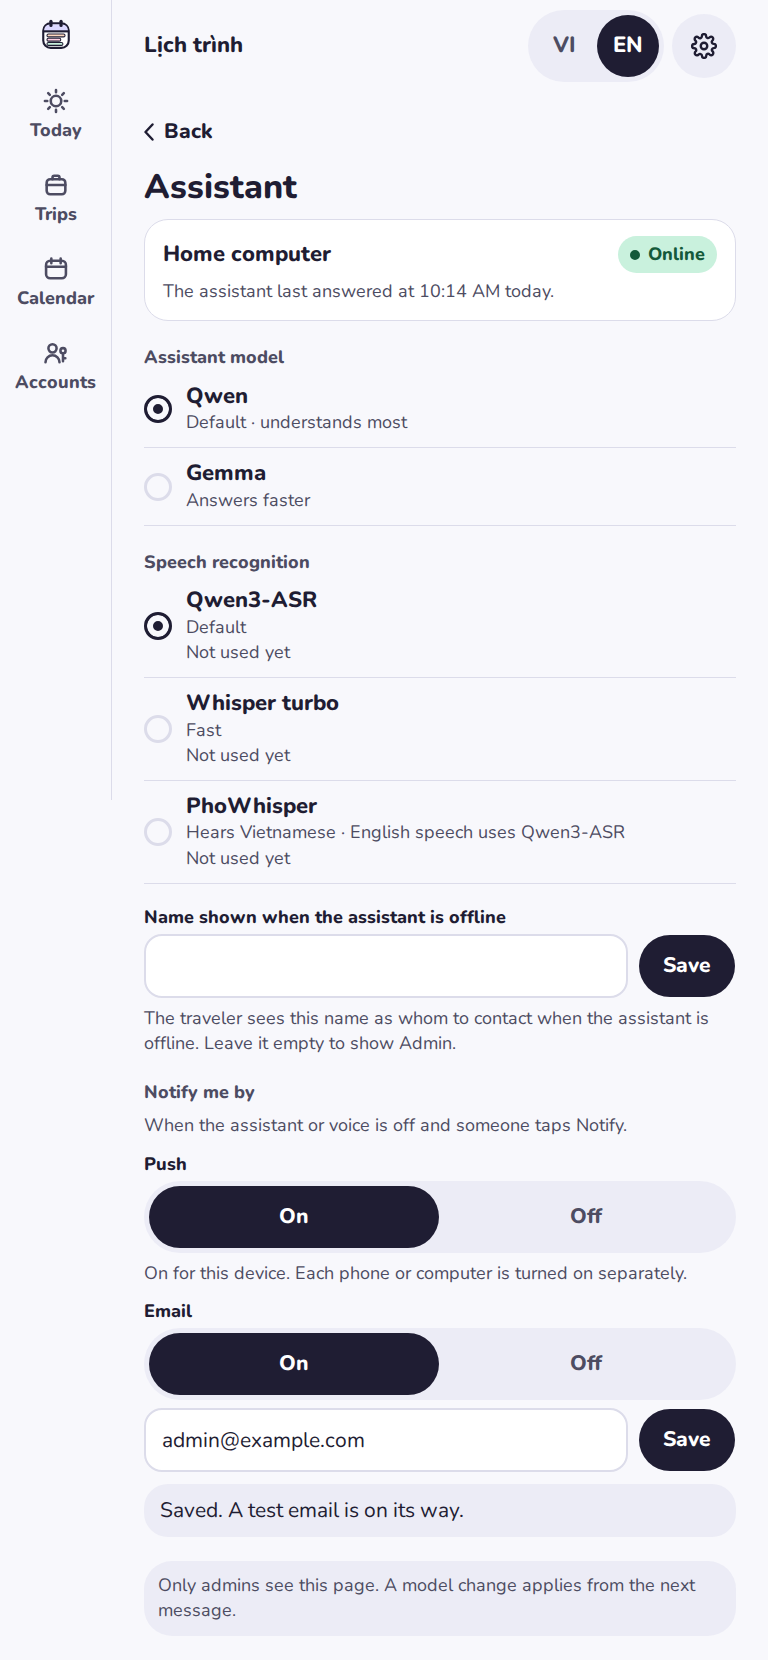 Lịch trình
VI
EN
Today
Trips
Calendar
Accounts
Back
Assistant
Home computer
Online
The assistant last answered at 10:14 AM today.
Assistant model
Qwen
Default · understands most
Gemma
Answers faster
Speech recognition
Qwen3-ASR
Default
Not used yet
Whisper turbo
Fast
Not used yet
PhoWhisper
Hears Vietnamese · English speech uses Qwen3-ASR
Not used yet
Name shown when the assistant is offline
Save
The traveler sees this name as whom to contact when the assistant is
offline. Leave it empty to show Admin.
Notify me by
When the assistant or voice is off and someone taps Notify.
Push
On
Off
On for this device. Each phone or computer is turned on separately.
Email
On
Off
admin@example.com
Save
Saved. A test email is on its way.
Only admins see this page. A model change applies from the next
message.